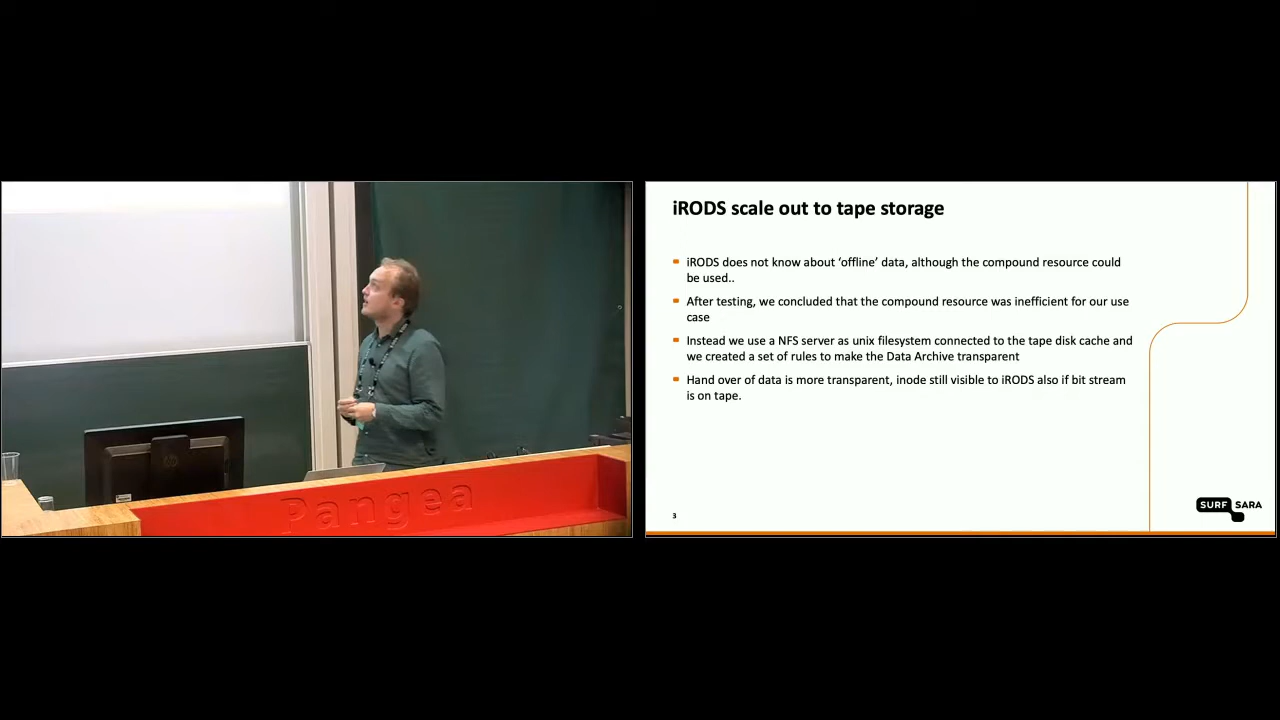 Pangea
iRODS scale out to tape storage
iRODS does not know about ‘offline’ data, although the compound resource could
be used..
After testing, we concluded that the compound resource was inefficient for our use
case
Instead we use a NFS server as unix filesystem connected to the tape disk cache and
we created a set of rules to make the Data Archive transparent
Hand over of data is more transparent, inode still visible to iRODS also if bit stream
is on tape.
3
SURF SARA